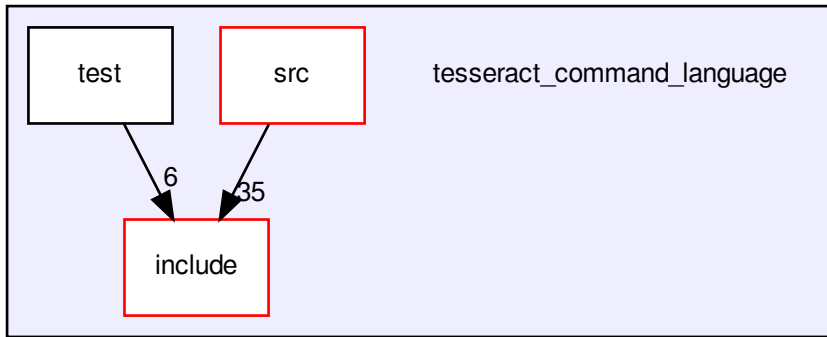 test
src
tesseract_command_language
6
35
include